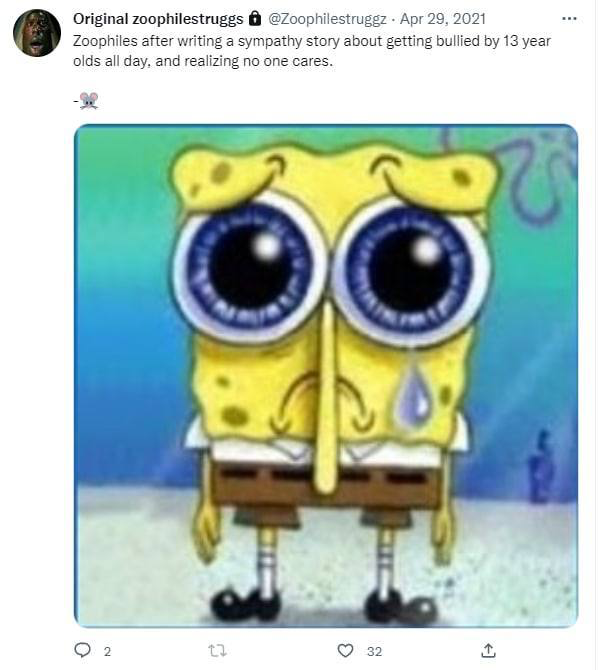 Original zoophilestruggs 🔒 @Zoophilestruggz · Apr 29, 2021 ···
Zoophiles after writing a sympathy story about getting bullied by 13 year
olds all day, and realizing no one cares.
-🐭
2 32